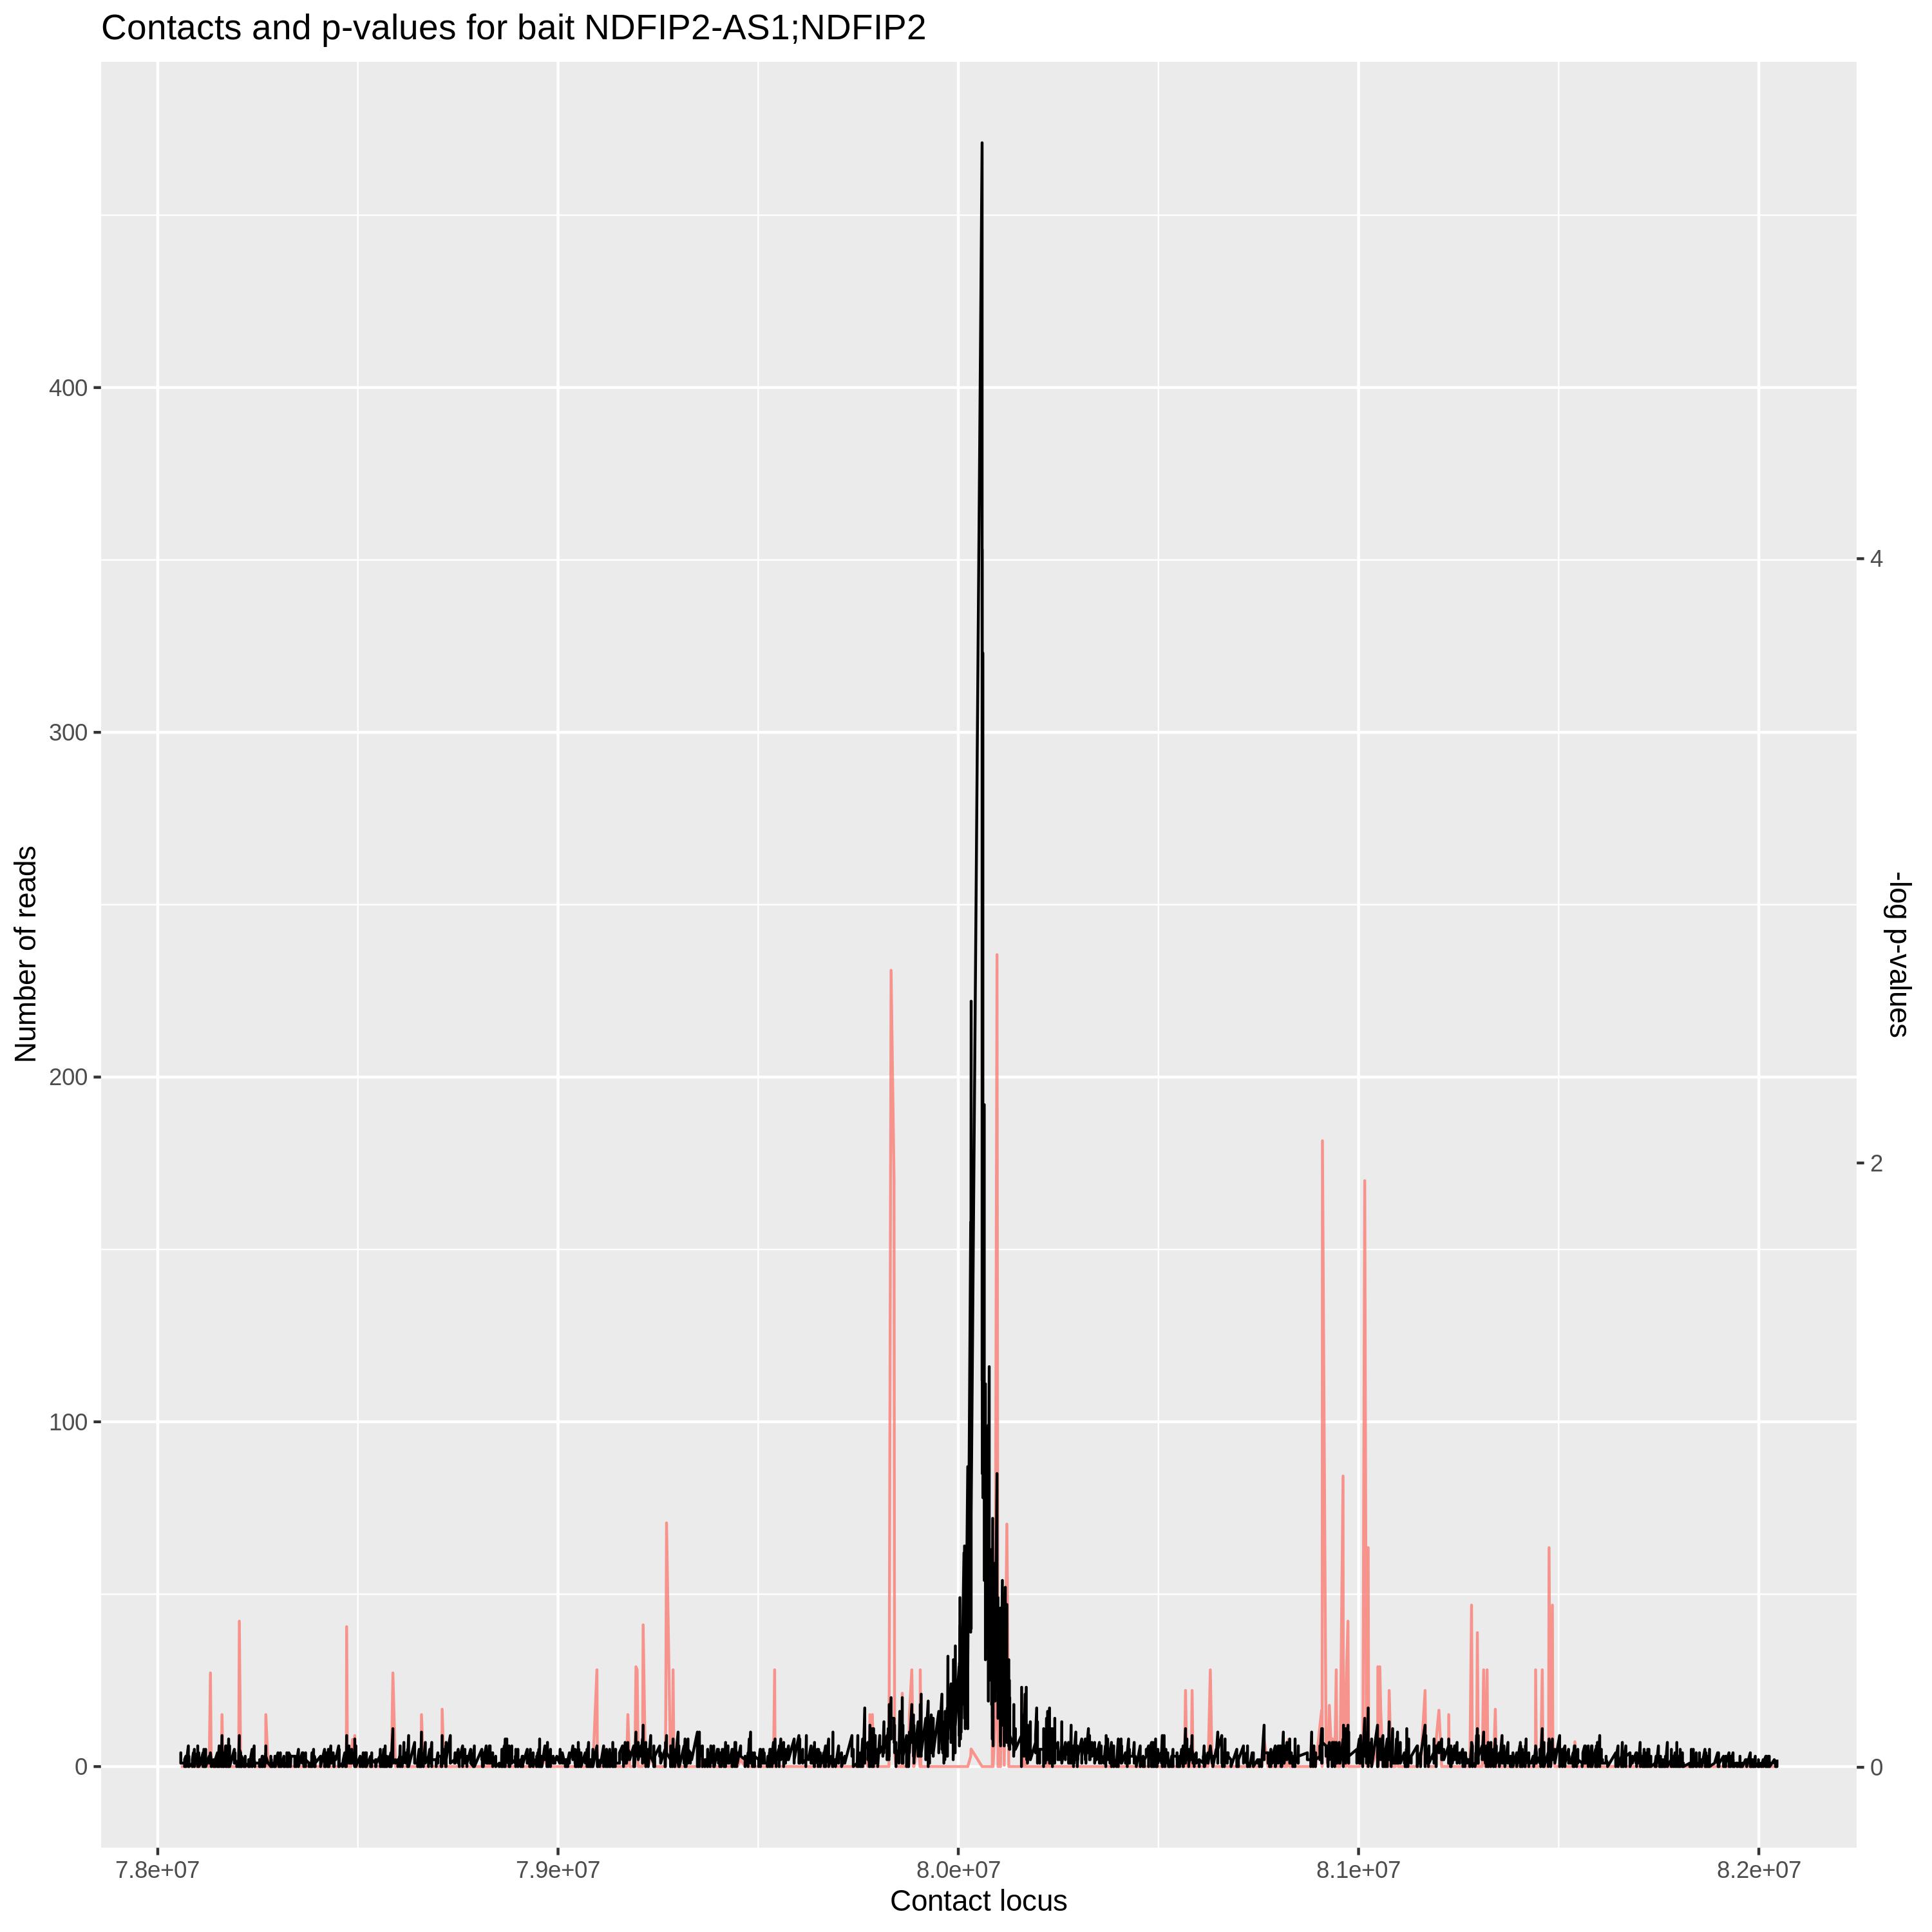 Contacts and p-values for bait NDFIP2-AS1;NDFIP2
Number of reads
400
300
200
100
0
4
2
0
-log p-values
7.8e+07 7.9e+07 8.0e+07 8.1e+07 8.2e+07
Contact locus